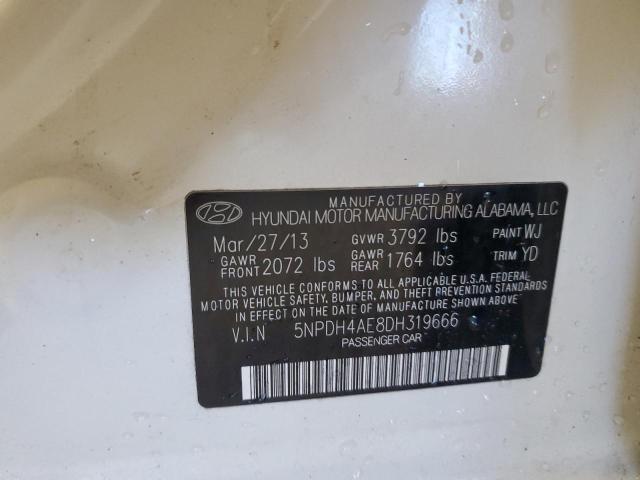 MANUFACTURED BY
HYUNDAI MOTOR MANUFACTURING ALABAMA, LLC
Mar/27/13 GVWR 3792 lbs PAINT WJ
GAWR FRONT 2072 lbs GAWR REAR 1764 lbs TRIM YD
THIS VEHICLE CONFORMS TO ALL APPLICABLE U.S.A. FEDERAL
MOTOR VEHICLE SAFETY, BUMPER, AND THEFT PREVENTION STANDARDS
IN EFFECT ON THE DATE OF MANUFACTURE SHOWN ABOVE.
V.I.N 5NPDH4AE8DH319666
PASSENGER CAR